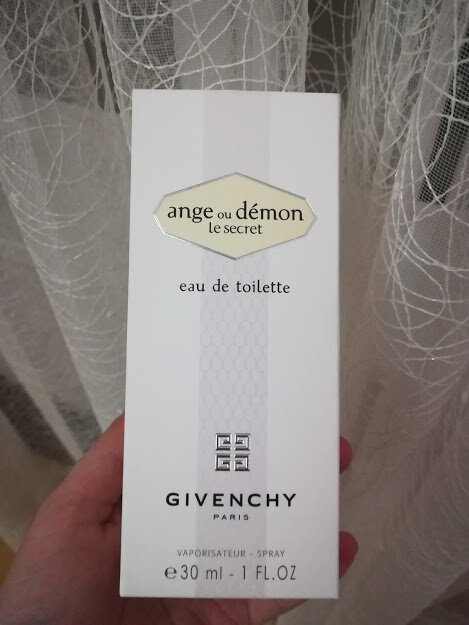 ange ou démon
le secret
eau de toilette
GIVENCHY
PARIS
VAPORISATEUR - SPRAY
℮30 ml - 1 FL.OZ